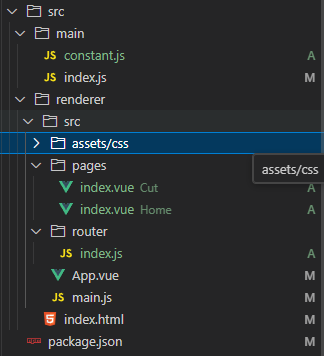 src
main
JS constant.js A
JS index.js M
renderer
src
assets/css
pages
assets/css
index.vue Cut A
index.vue Home A
router
JS index.js A
App.vue M
JS main.js M
index.html M
package.json M